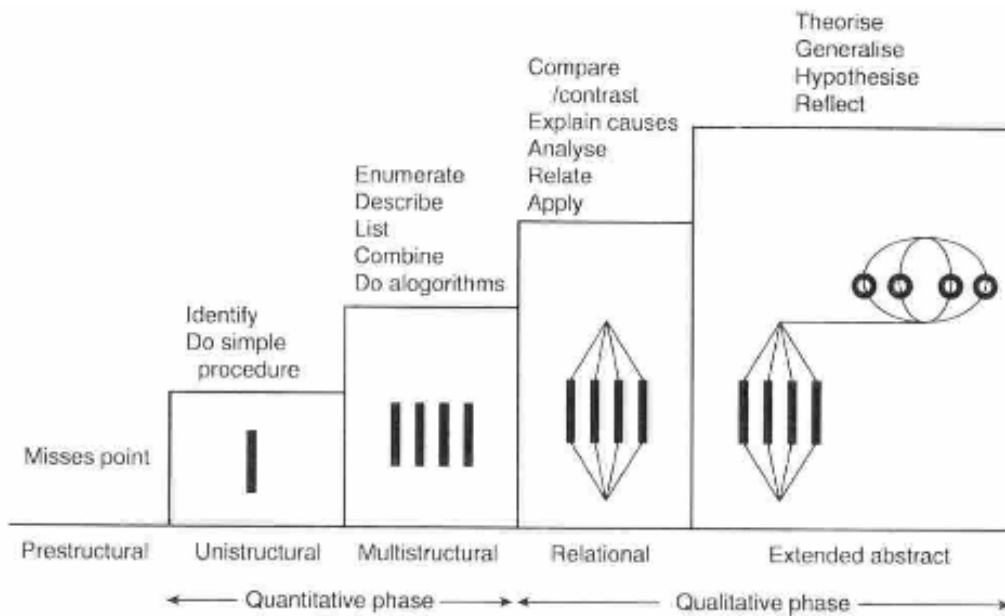 Theorise
Generalise
Hypothesise
Reflect
Compare
/contrast
Explain causes
Analyse
Relate
Apply
Enumerate
Describe
List
Combine
Do alogorithms
Identify
Do simple
procedure
Misses point
Prestructural
Unistructural
Multistructural
Relational
Extended abstract
Quantitative phase
Qualitative phase